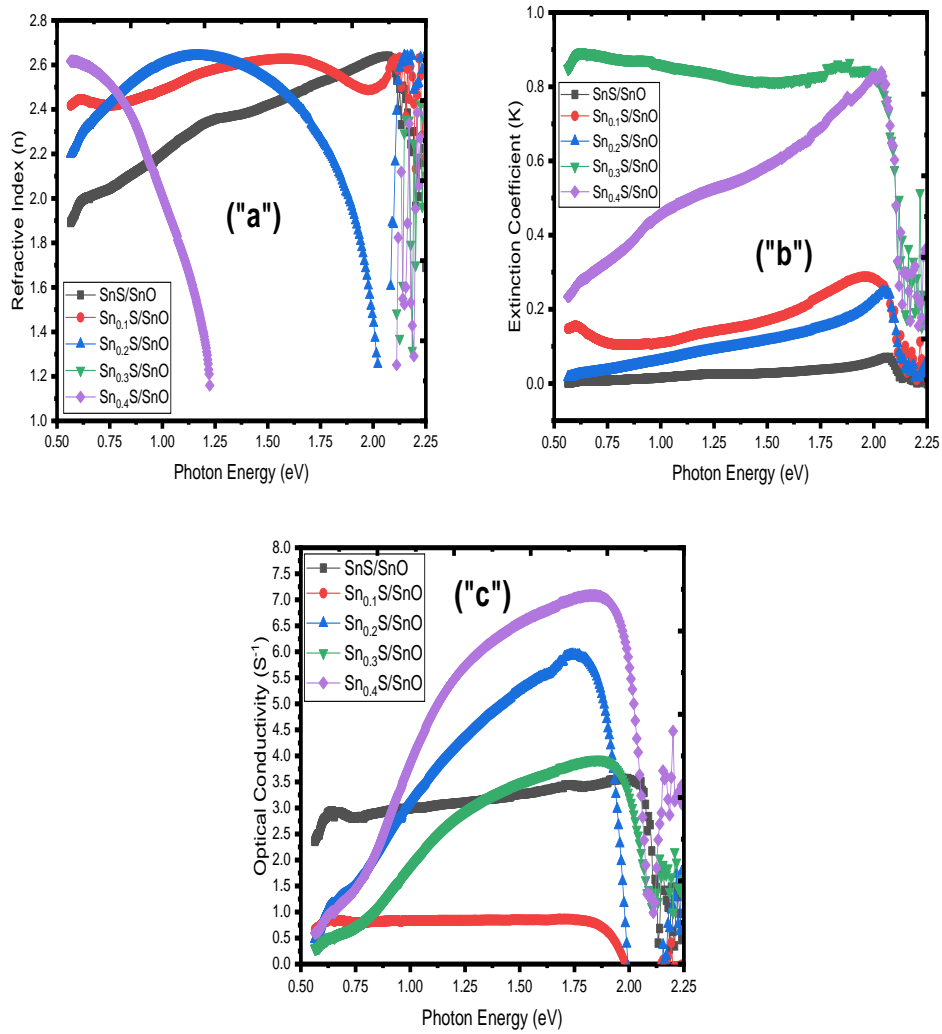 2.8
2.6
2.4
2.2
2.0
1.8
1.6
1.4
1.2
1.0
Refractive Index (n)
("a")
SnS/SnO
Sn0.1S/SnO
Sn0.2S/SnO
Sn0.3S/SnO
Sn0.4S/SnO
0.50 0.75 1.00 1.25 1.50 1.75 2.00 2.25
Photon Energy (eV)
1.0
0.8
0.6
0.4
0.2
0.0
Extinction Coefficient (K)
SnS/SnO
Sn0.1S/SnO
Sn0.2S/SnO
Sn0.3S/SnO
Sn0.4S/SnO
("b")
0.50 0.75 1.00 1.25 1.50 1.75 2.00 2.25
Photon Energy (eV)
8.0
7.5
7.0
6.5
6.0
5.5
5.0
4.5
4.0
3.5
3.0
2.5
2.0
1.5
1.0
0.5
0.0
Optical Conductivity (S-1)
SnS/SnO
Sn0.1S/SnO
Sn0.2S/SnO
Sn0.3S/SnO
Sn0.4S/SnO
("c")
0.50 0.75 1.00 1.25 1.50 1.75 2.00 2.25
Photon Energy (eV)